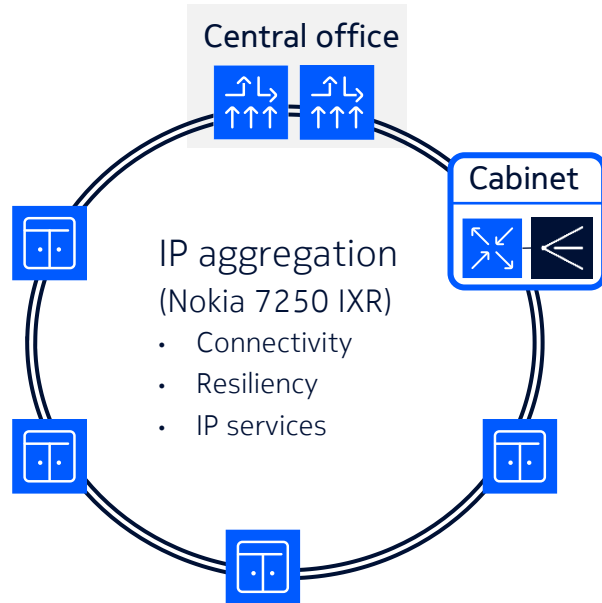 Central office
Cabinet
IP aggregation
(Nokia 7250 IXR)
• Connectivity
• Resiliency
• IP services